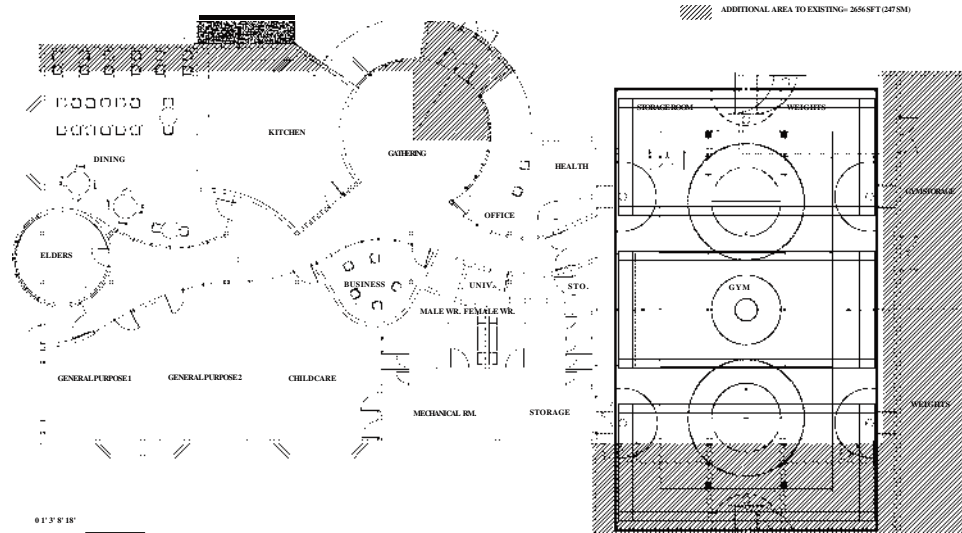 ADDITIONAL AREA TO EXISTING= 2656 SFT (247 SM)
STORAGE ROOM WEIGHTS
KITCHEN
GATHERING
DINING
HEALTH
GYM STORAGE
OFFICE
ELDERS
BUSINESS
UNIV.
STO.
GYM
MALE WR. FEMALE WR.
GENERAL PURPOSE 1
GENERAL PURPOSE 2
CHILD CARE
WEIGHTS
MECHANICAL RM.
STORAGE
0 1' 3' 8' 18'